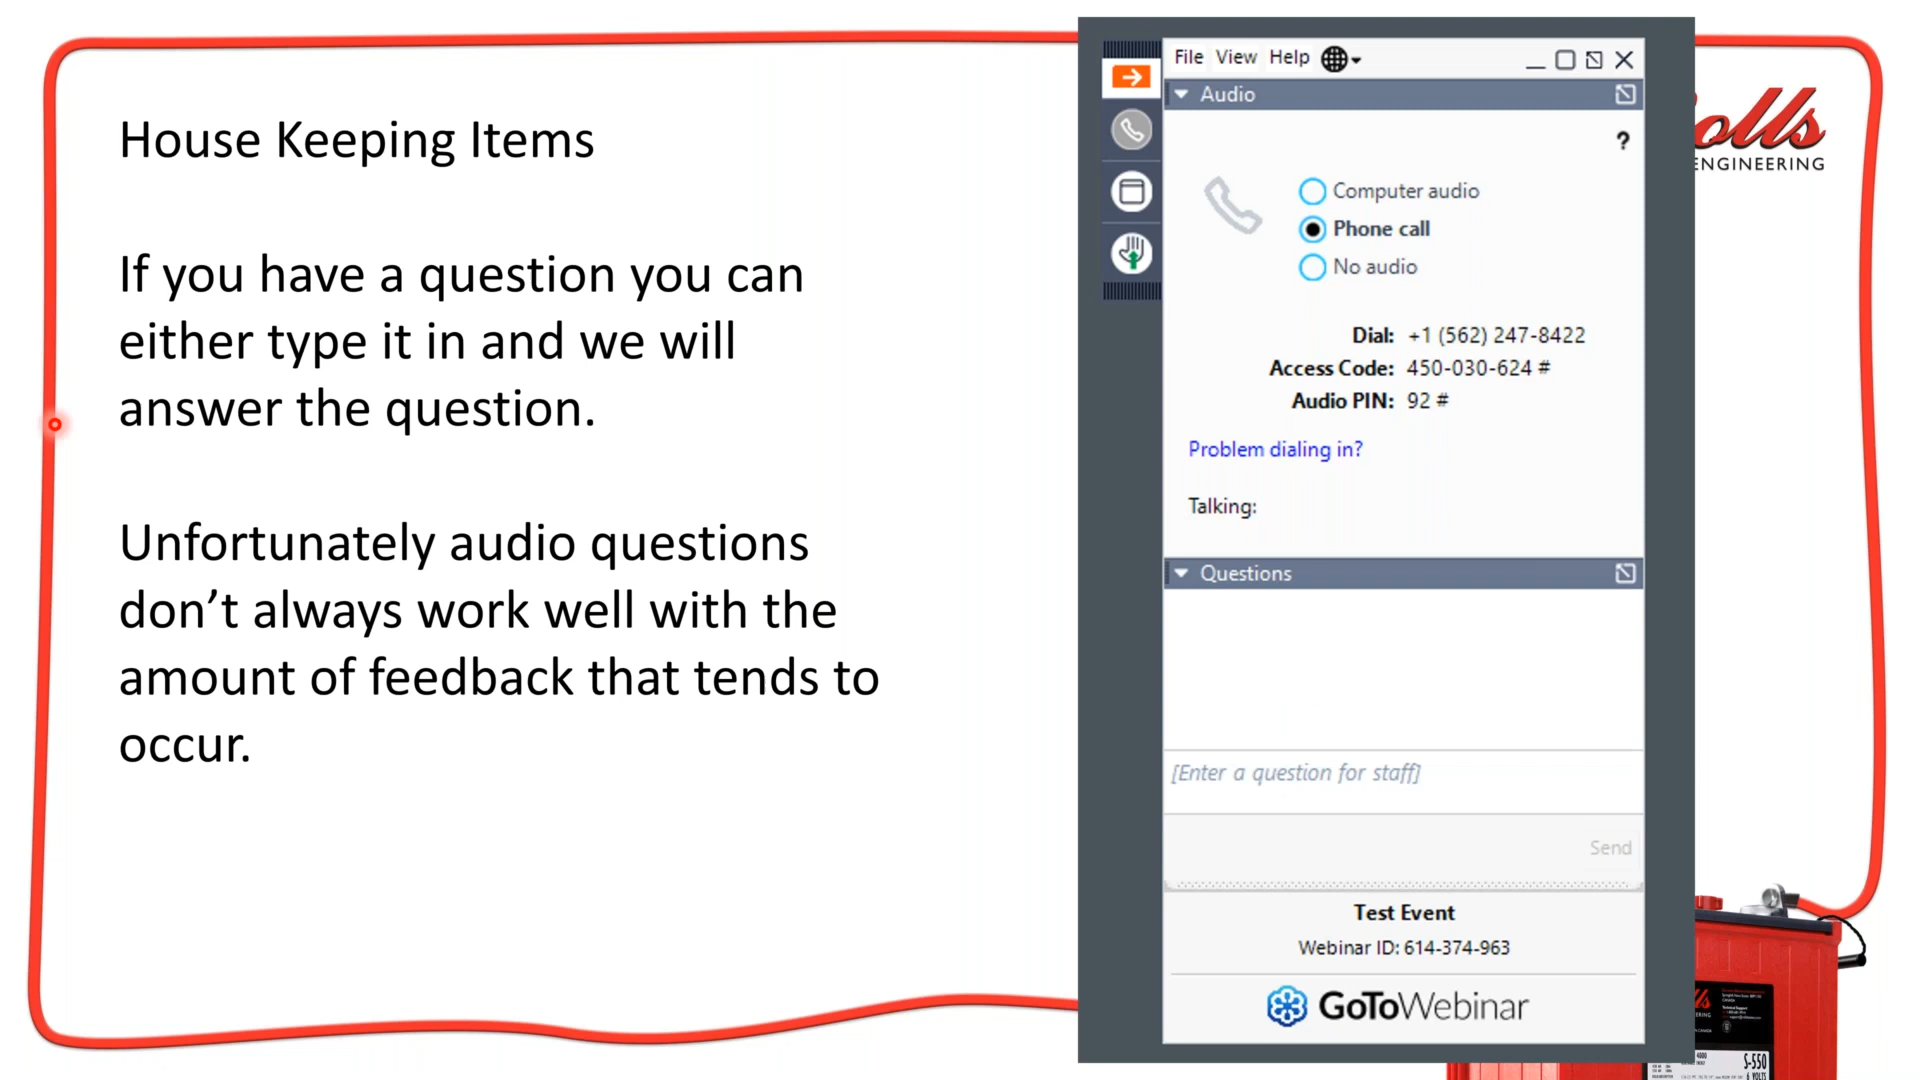 House Keeping Items
If you have a question you can
either type it in and we will
answer the question.
Unfortunately audio questions
don’t always work well with the
amount of feedback that tends to
occur.
File View Help
Audio
?
Computer audio
Phone call
No audio
Dial: +1 (562) 247-8422
Access Code: 450-030-624 #
Audio PIN: 92 #
Problem dialing in?
Talking:
Questions
[Enter a question for staff]
Send
Test Event
Webinar ID: 614-374-963
GoToWebinar
olls
ENGINEERING
S-550
6 VOLTS